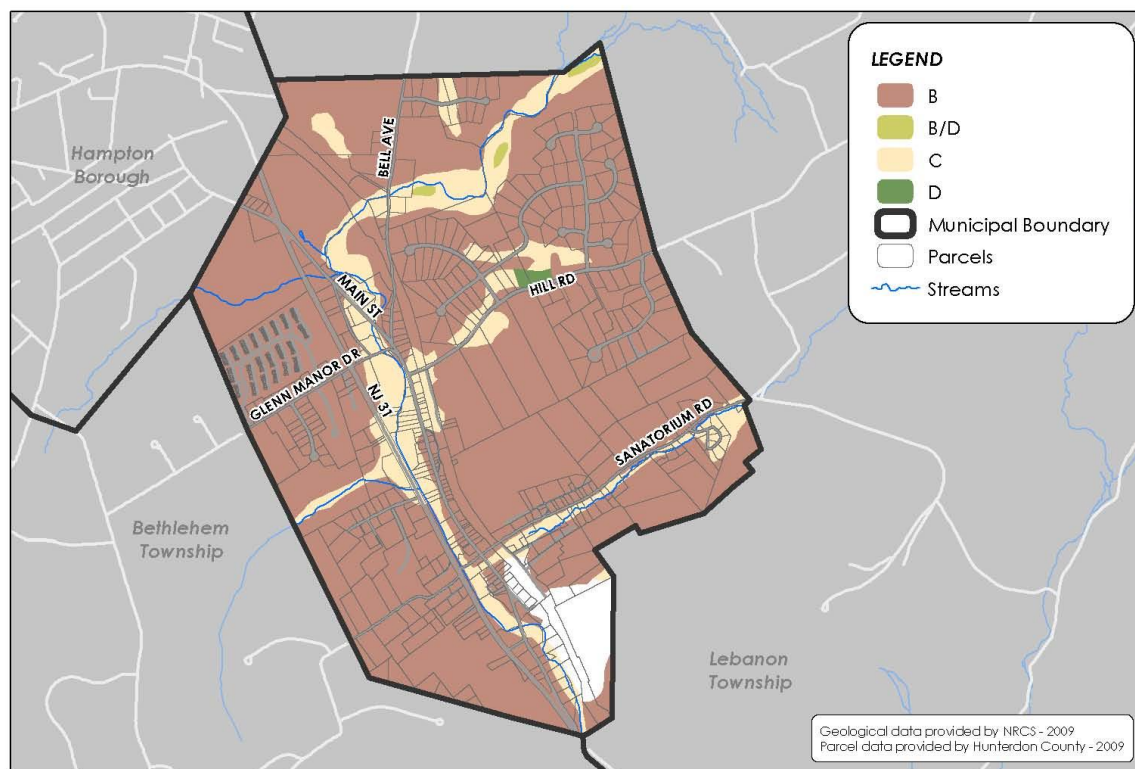 LEGEND
B
B/D
C
D
Municipal Boundary
Parcels
Streams
Hampton
Borough
BELL AVE
MAIN ST
HILL RD
GLENN MANOR DR
NJ 31
SANATORIUM RD
Bethlehem
Township
Lebanon
Township
Geological data provided by NRCS - 2009
Parcel data provided by Hunterdon County - 2009